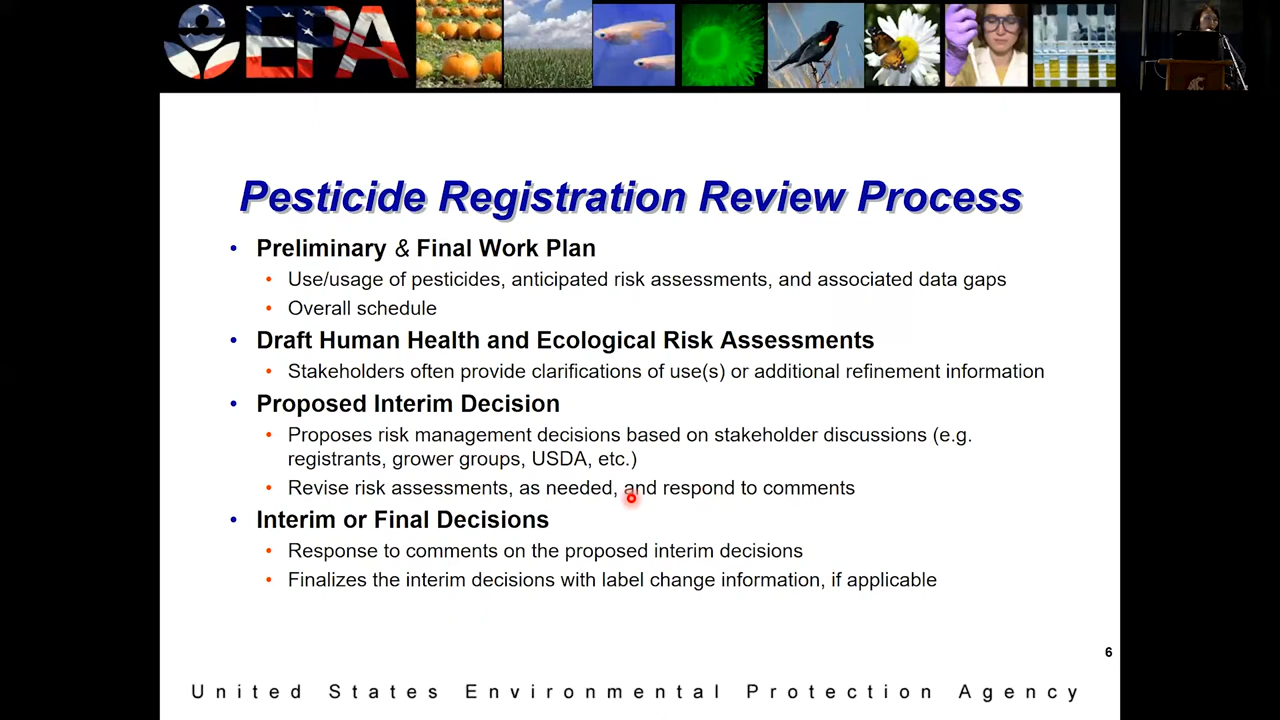 EPA
Pesticide Registration Review Process
• Preliminary & Final Work Plan
• Use/usage of pesticides, anticipated risk assessments, and associated data gaps
• Overall schedule
• Draft Human Health and Ecological Risk Assessments
• Stakeholders often provide clarifications of use(s) or additional refinement information
• Proposed Interim Decision
• Proposes risk management decisions based on stakeholder discussions (e.g.
registrants, grower groups, USDA, etc.)
• Revise risk assessments, as needed, and respond to comments
• Interim or Final Decisions
• Response to comments on the proposed interim decisions
• Finalizes the interim decisions with label change information, if applicable
6
United States Environmental Protection Agency